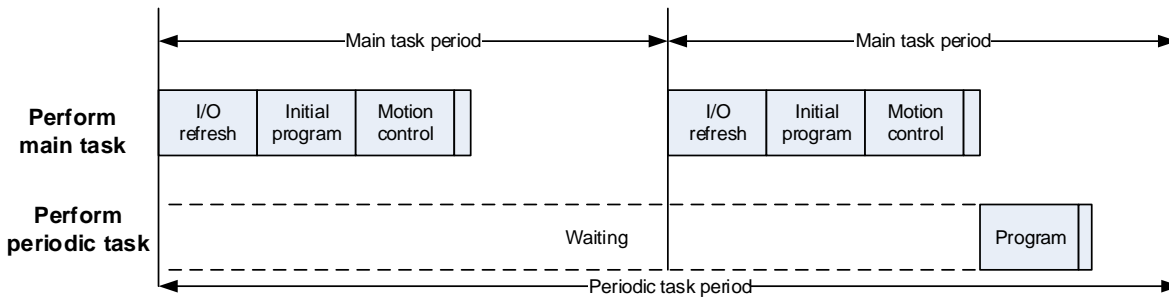 Main task period
Main task period
Perform
main task
I/O
refresh
Initial
program
Motion
control
I/O
refresh
Initial
program
Motion
control
Perform
periodic task
Waiting
Program
Periodic task period